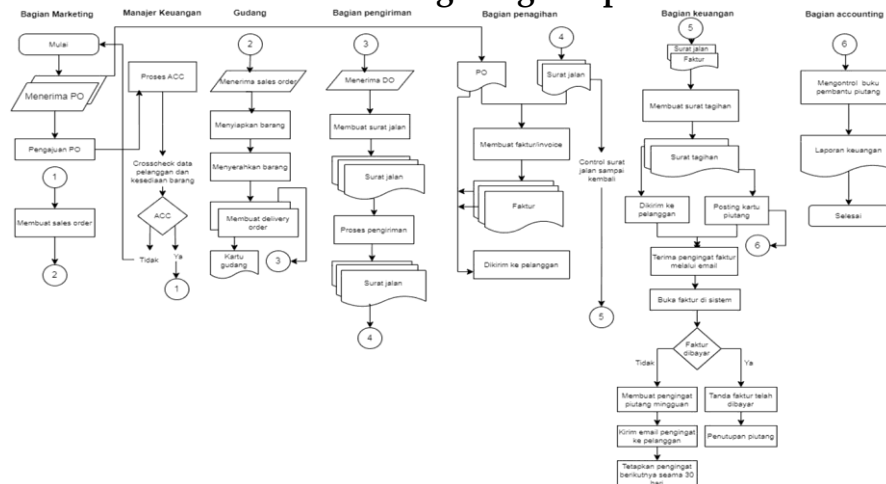 Bagian Marketing
Manajer Keuangan
Gudang
Bagian pengiriman
Bagian penagihan
Bagian keuangan
Bagian accounting
Mulai
Menerima PO
Pengajuan PO
1
Membuat sales order
2
Proses ACC
Crosscheck data
pelanggan dan
kesediaan barang
ACC
Tidak
Ya
1
2
Menerima sales order
Menyiapkan barang
Menyerahkan barang
Membuat delivery
order
Kartu
gudang
3
3
Menerima DO
Membuat surat jalan
Surat jalan
Proses pengiriman
Surat jalan
4
PO
4
Surat jalan
Membuat faktur/invoice
Faktur
Dikirim ke pelanggan
Control surat
jalan sampai
kembali
5
5
Surat jalan
Faktur
Membuat surat tagihan
Surat tagihan
Dikirim ke
pelanggan
Posting kartu
piutang
6
Terima pengingat faktur
melalui email
Buka faktur di sistem
Faktur
dibayar
Tidak
Ya
Membuat pengingat
piutang mingguan
Kirim email pengingat
ke pelanggan
Tetapkan pengingat
berikutnya seama 30
hari
Tanda faktur telah
dibayar
Penutupan piutang
6
Mengontrol buku
pembantu piutang
Laporan keuangan
Selesai